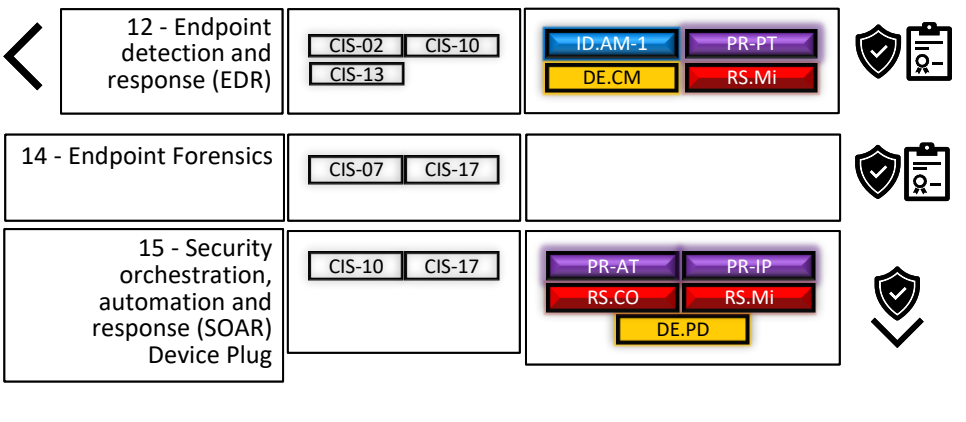 12 - Endpoint
detection and
response (EDR)
CIS-02 CIS-10
CIS-13
ID.AM-1 PR-PT
DE.CM RS.Mi
14 - Endpoint Forensics
CIS-07 CIS-17
15 - Security
orchestration,
automation and
response (SOAR)
Device Plug
CIS-10 CIS-17
PR-AT PR-IP
RS.CO RS.Mi
DE.PD